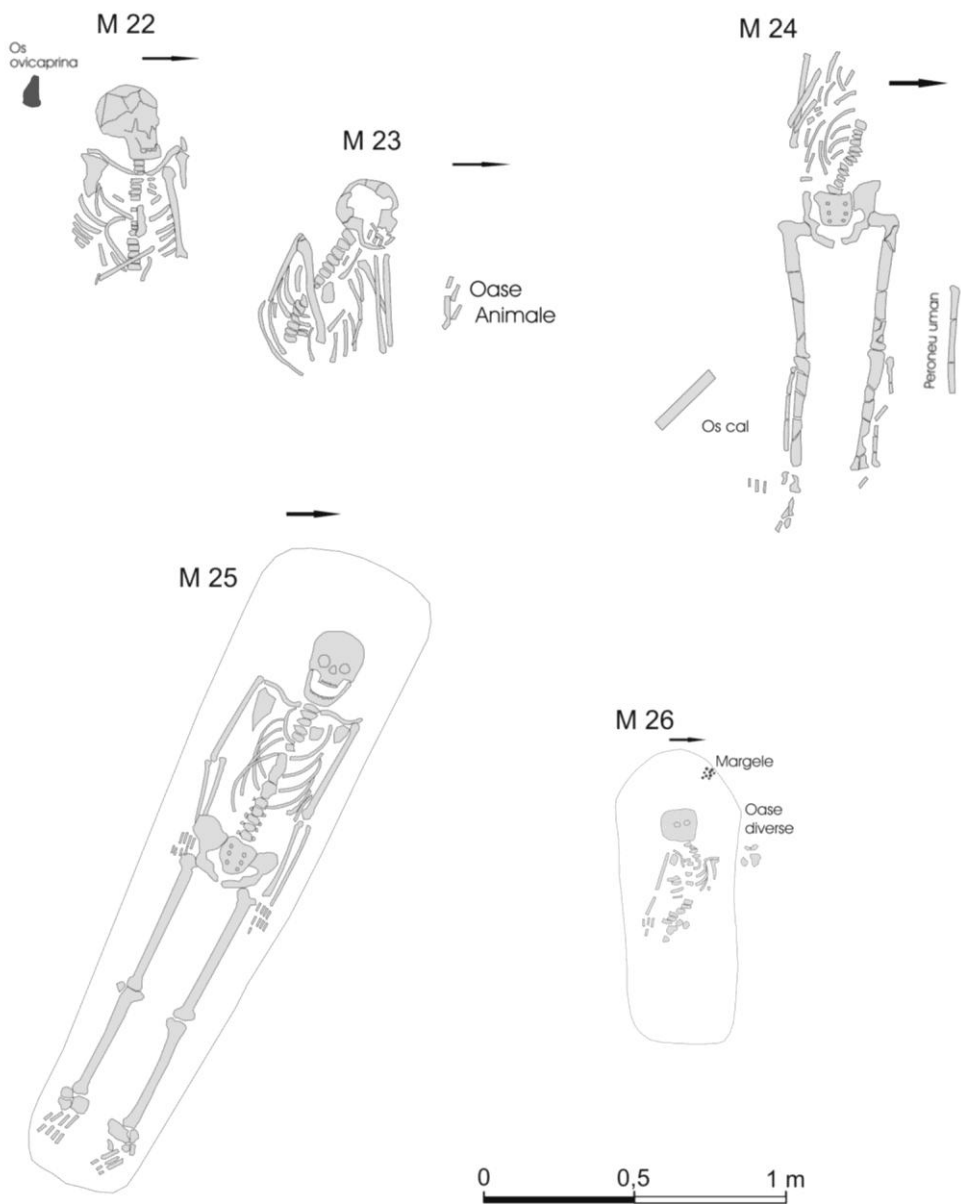 M 22
Os
ovicaprina
M 24
M 23
Oase
Animale
Peroneu uman
Os cal
M 25
M 26
Margele
Oase
diverse
0 0,5 1 m